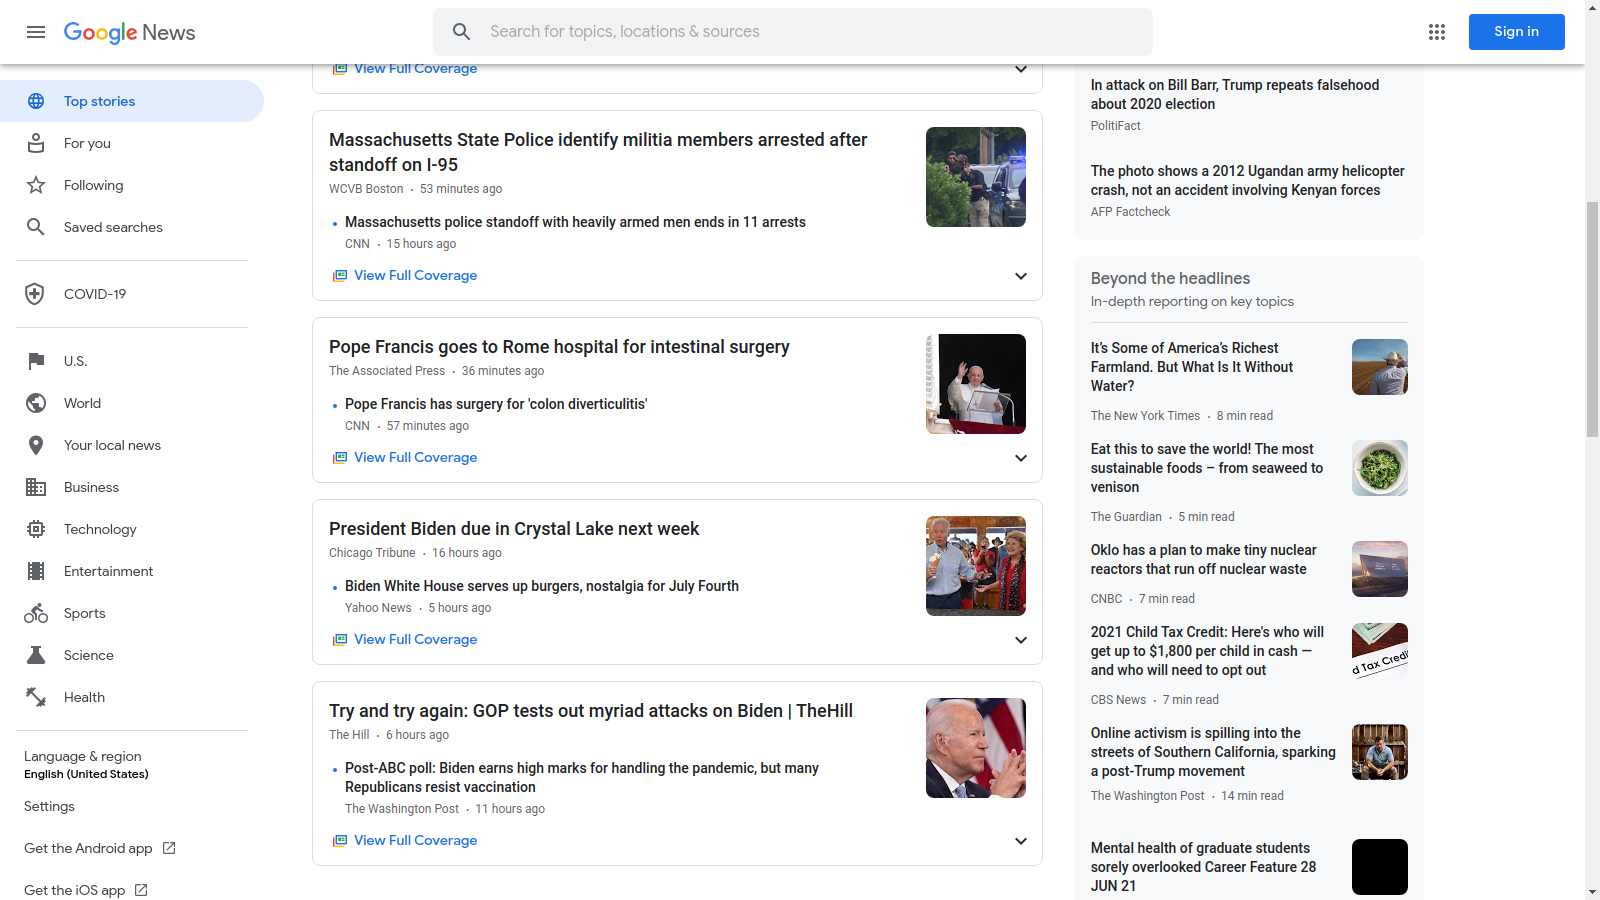 Google News
Search for topics, locations & sources
Sign in
Top stories
For you
Following
Saved searches
COVID-19
U.S.
World
Your local news
Business
Technology
Entertainment
Sports
Science
Health
Language & region
English (United States)
Settings
Get the Android app
Get the iOS app
View Full Coverage
Massachusetts State Police identify militia members arrested after
standoff on I-95
WCVB Boston · 53 minutes ago
Massachusetts police standoff with heavily armed men ends in 11 arrests
CNN · 15 hours ago
View Full Coverage
Pope Francis goes to Rome hospital for intestinal surgery
The Associated Press · 36 minutes ago
Pope Francis has surgery for 'colon diverticulitis'
CNN · 57 minutes ago
View Full Coverage
President Biden due in Crystal Lake next week
Chicago Tribune · 16 hours ago
Biden White House serves up burgers, nostalgia for July Fourth
Yahoo News · 5 hours ago
View Full Coverage
Try and try again: GOP tests out myriad attacks on Biden | TheHill
The Hill · 6 hours ago
Post-ABC poll: Biden earns high marks for handling the pandemic, but many
Republicans resist vaccination
The Washington Post · 11 hours ago
View Full Coverage
In attack on Bill Barr, Trump repeats falsehood
about 2020 election
PolitiFact
The photo shows a 2012 Ugandan army helicopter
crash, not an accident involving Kenyan forces
AFP Factcheck
Beyond the headlines
In-depth reporting on key topics
It's Some of America's Richest
Farmland. But What Is It Without
Water?
The New York Times · 8 min read
Eat this to save the world! The most
sustainable foods – from seaweed to
venison
The Guardian · 5 min read
Oklo has a plan to make tiny nuclear
reactors that run off nuclear waste
CNBC · 7 min read
2021 Child Tax Credit: Here's who will
get up to $1,800 per child in cash —
and who will need to opt out
CBS News · 7 min read
d Tax Credi
Online activism is spilling into the
streets of Southern California, sparking
a post-Trump movement
The Washington Post · 14 min read
Mental health of graduate students
sorely overlooked Career Feature 28
JUN 21